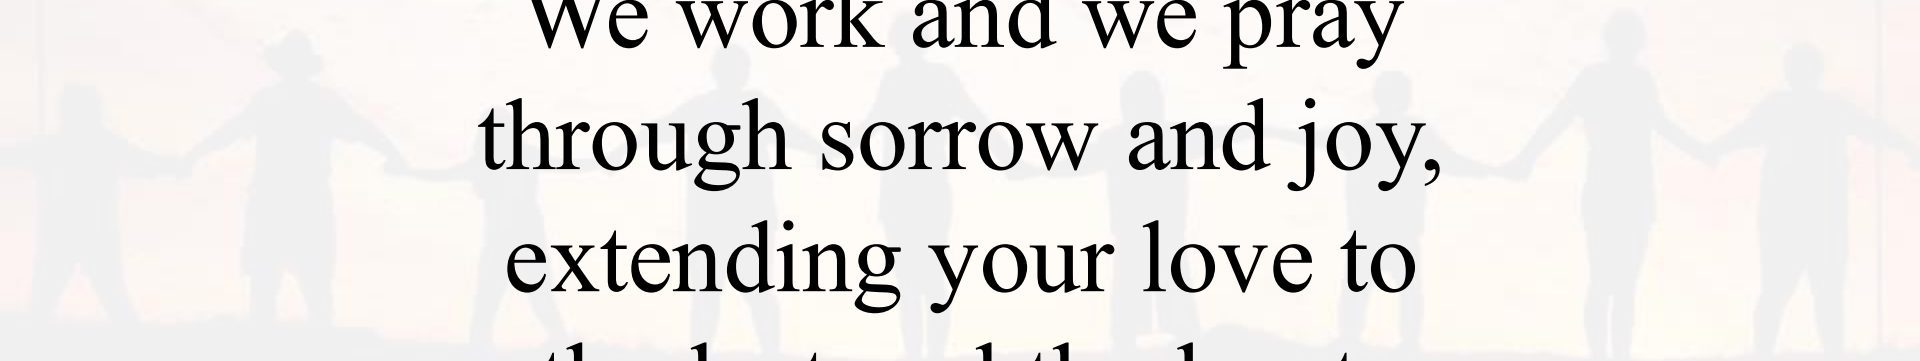 We work and we pray
through sorrow and joy,
extending your love to